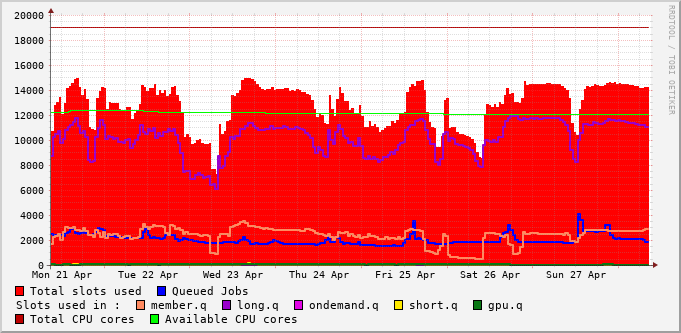 20000
18000
16000
14000
12000
10000
8000
6000
4000
2000
0
Mon 21 Apr Tue 22 Apr Wed 23 Apr Thu 24 Apr Fri 25 Apr Sat 26 Apr Sun 27 Apr
Total slots used Queued Jobs
Slots used in : member.q long.q ondemand.q short.q gpu.q
Total CPU cores Available CPU cores
RRDTOOL / TOBI OETIKER